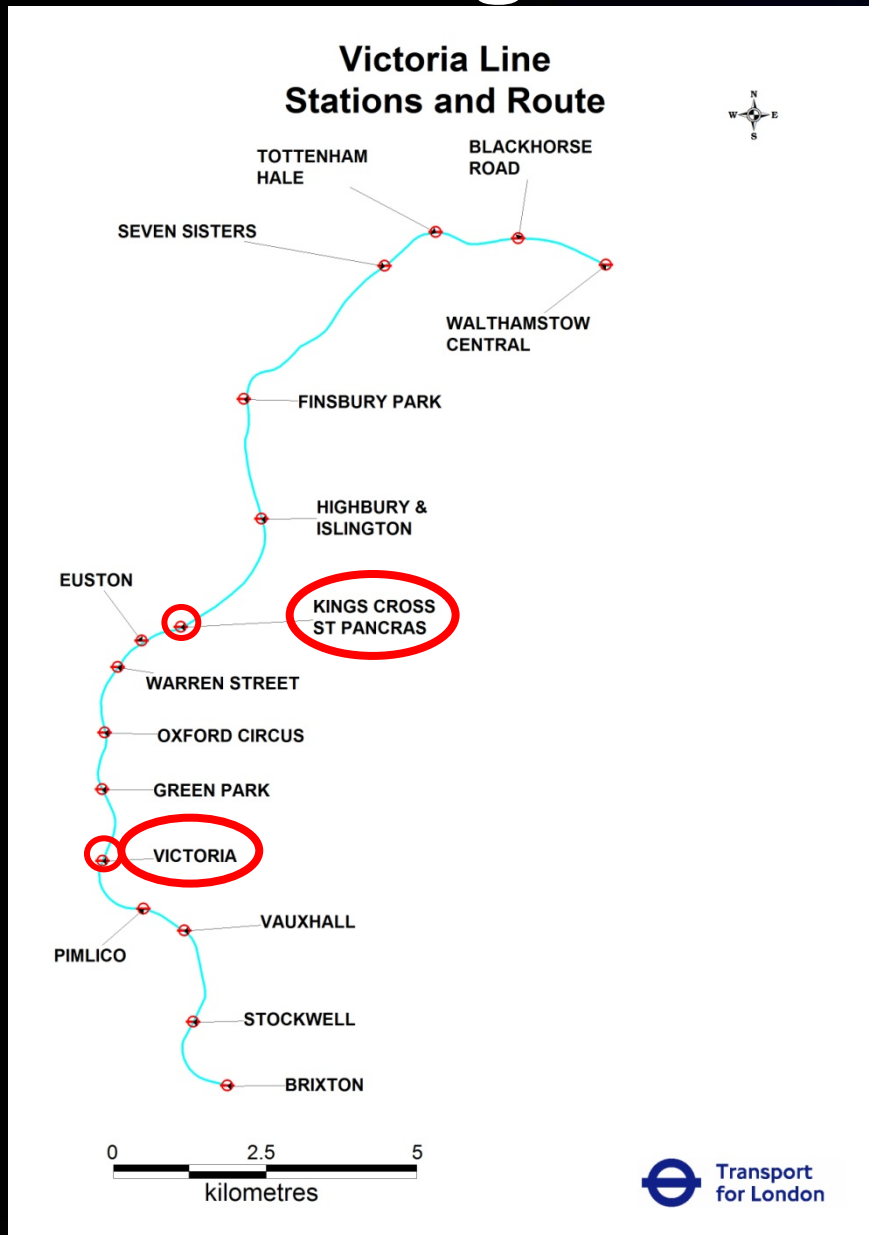 Victoria Line
Stations and Route
N
W E
S
TOTTENHAM
HALE
BLACKHORSE
ROAD
SEVEN SISTERS
WALTHAMSTOW
CENTRAL
FINSBURY PARK
HIGHBURY &
ISLINGTON
EUSTON
KINGS CROSS
ST PANCRAS
WARREN STREET
OXFORD CIRCUS
GREEN PARK
VICTORIA
VAUXHALL
PIMLICO
STOCKWELL
BRIXTON
0 2.5 5
kilometres
Transport
for London